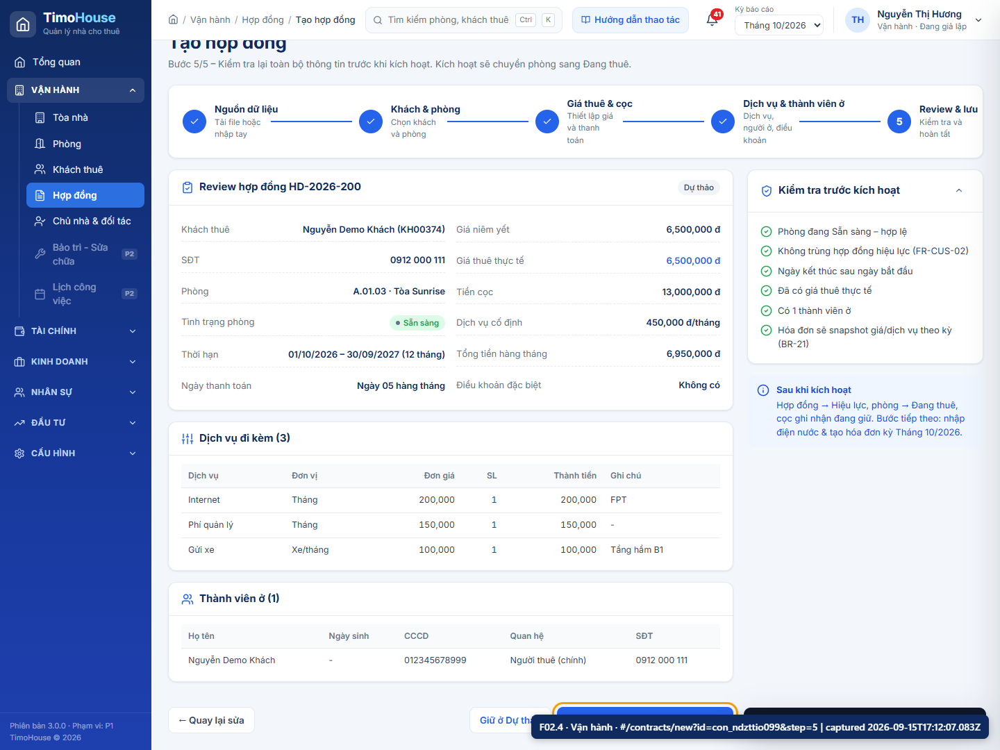 TimoHouse
Quản lý nhà cho thuê
Tổng quan
VẬN HÀNH
Tòa nhà
Phòng
Khách thuê
Hợp đồng
Chủ nhà & đối tác
Bảo trì - Sửa chữa P2
Lịch công việc P2
TÀI CHÍNH
KINH DOANH
NHÂN SỰ
ĐẦU TƯ
CẤU HÌNH
Phiên bản 3.0.0 · Phạm vi: P1
TimoHouse © 2026
/ Vận hành / Hợp đồng / Tạo hợp đồng
Tìm kiếm phòng, khách thuê Ctrl K
Hướng dẫn thao tác
41
Kỳ báo cáo
Tháng 10/2026
TH
Nguyễn Thị Hương
Vận hành · Đang giả lập
Tạo hợp đồng
Bước 5/5 – Kiểm tra lại toàn bộ thông tin trước khi kích hoạt. Kích hoạt sẽ chuyển phòng sang Đang thuê.
Nguồn dữ liệu
Tải file hoặc
nhập tay
Khách & phòng
Chọn khách
và phòng
Giá thuê & cọc
Thiết lập giá
và thanh
toán
Dịch vụ & thành viên ở
Dịch vụ,
người ở, điều
khoản
5
Review & lưu
Kiểm tra và
hoàn tất
Review hợp đồng HD-2026-200
Dự thảo
Khách thuê Nguyễn Demo Khách (KH00374)
SĐT 0912 000 111
Phòng A.01.03 · Tòa Sunrise
Tình trạng phòng Sẵn sàng
Thời hạn 01/10/2026 – 30/09/2027 (12 tháng)
Ngày thanh toán Ngày 05 hàng tháng
Giá niêm yết 6,500,000 đ
Giá thuê thực tế 6,500,000 đ
Tiền cọc 13,000,000 đ
Dịch vụ cố định 450,000 đ/tháng
Tổng tiền hàng tháng 6,950,000 đ
Điều khoản đặc biệt Không có
Dịch vụ đi kèm (3)
Dịch vụ Đơn vị Đơn giá SL Thành tiền Ghi chú
Internet Tháng 200,000 1 200,000 FPT
Phí quản lý Tháng 150,000 1 150,000 -
Gửi xe Xe/tháng 100,000 1 100,000 Tầng hầm B1
Thành viên ở (1)
Họ tên Ngày sinh CCCD Quan hệ SĐT
Nguyễn Demo Khách - 012345678999 Người thuê (chính) 0912 000 111
Kiểm tra trước kích hoạt
Phòng đang Sẵn sàng – hợp lệ
Không trùng hợp đồng hiệu lực (FR-CUS-02)
Ngày kết thúc sau ngày bắt đầu
Đã có giá thuê thực tế
Có 1 thành viên ở
Hóa đơn sẽ snapshot giá/dịch vụ theo kỳ
(BR-21)
Sau khi kích hoạt
Hợp đồng → Hiệu lực, phòng → Đang thuê,
cọc ghi nhận đang giữ. Bước tiếp theo: nhập
điện nước & tạo hóa đơn kỳ Tháng 10/2026.
← Quay lại sửa
Giữ ở Dự
F02.4 · Vận hành · #/contracts/new?id=con_ndzttio099&step=5 | captured 2026-09-15T17:12:07.083Z